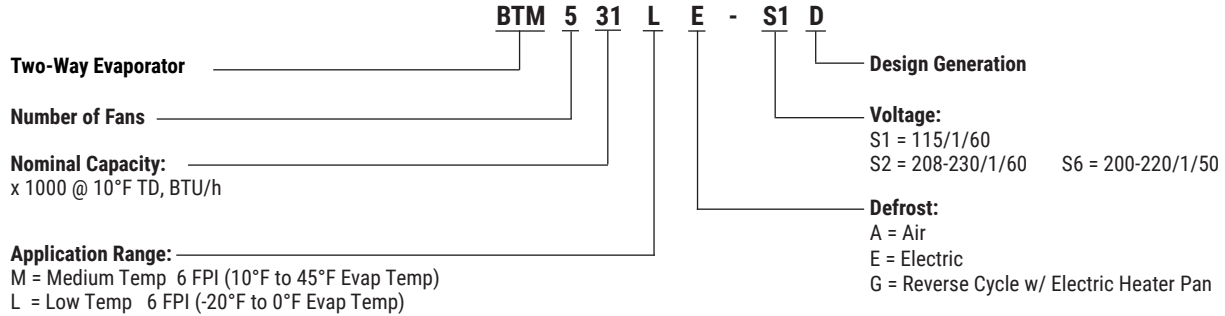 BTM 5 31 L E - S1 D
Two-Way Evaporator
Number of Fans
Nominal Capacity:
x 1000 @ 10°F TD, BTU/h
Application Range:
M = Medium Temp 6 FPI (10°F to 45°F Evap Temp)
L = Low Temp 6 FPI (-20°F to 0°F Evap Temp)
Design Generation
Voltage:
S1 = 115/1/60
S2 = 208-230/1/60 S6 = 200-220/1/50
Defrost:
A = Air
E = Electric
G = Reverse Cycle w/ Electric Heater Pan